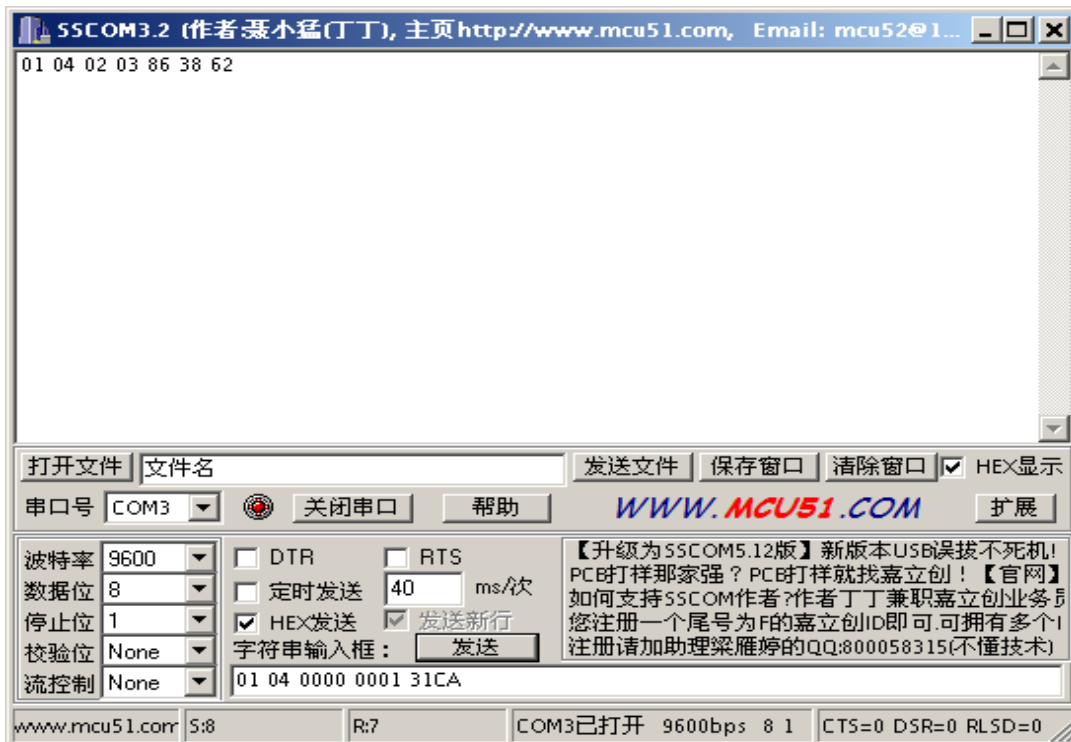 SSCOM3.2 (作者:聂小猛(丁丁), 主页http://www.mcu51.com, Email: mcu52@1...
01 04 02 03 86 38 62
打开文件 文件名 发送文件 保存窗口 清除窗口 HEX显示
串口号 COM3 关闭串口 帮助 WWW.MCU51.COM 扩展
波特率 9600 DTR RTS
数据位 8 定时发送 40 ms/次
停止位 1 HEX发送 发送新行
校验位 None 字符串输入框: 发送
流控制 None 01 04 0000 0001 31CA
【升级为SSCOM5.12版】新版本USB误拔不死机!
PCB打样那家强?PCB打样就找嘉立创!【官网】
如何支持SSCOM作者?作者丁丁兼职嘉立创业务员
您注册一个尾号为F的嘉立创ID即可.可拥有多个I
注册请加助理梁雁婷的QQ:800058315(不懂技术)
www.mcu51.com S:8 R:7 COM3已打开 9600bps 8 1 CTS=0 DSR=0 RLSD=0